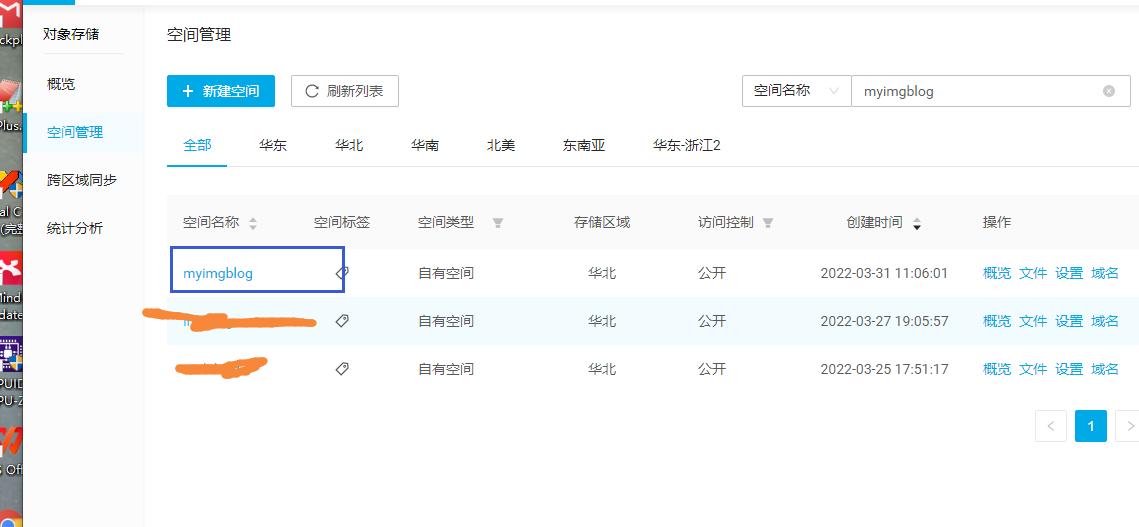 对象存储
概览
空间管理
跨区域同步
统计分析
空间管理
+ 新建空间
刷新列表
空间名称
myimgblog
全部 华东 华北 华南 北美 东南亚 华东-浙江2
空间名称 空间标签 空间类型 存储区域 访问控制 创建时间 操作
myimgblog 自有空间 华北 公开 2022-03-31 11:06:01 概览 文件 设置 域名
自有空间 华北 公开 2022-03-27 19:05:57 概览 文件 设置 域名
自有空间 华北 公开 2022-03-25 17:51:17 概览 文件 设置 域名
< 1 >
ckpl
Plus.
al C
(完整
Mind
date
PUID
PU-Z
S Off